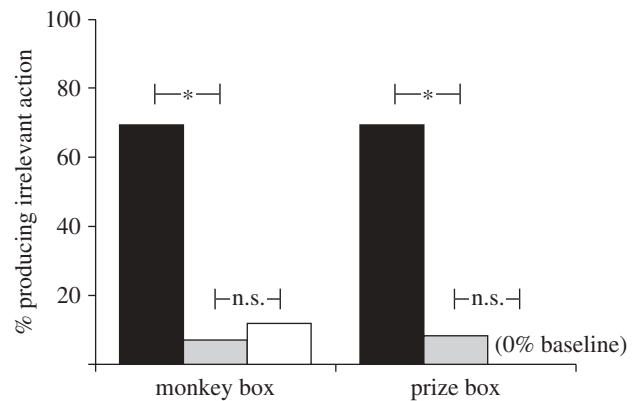 % producing irrelevant action
100
80
60
40
20
*
*
n.s.
n.s.
(0% baseline)
monkey box
prize box